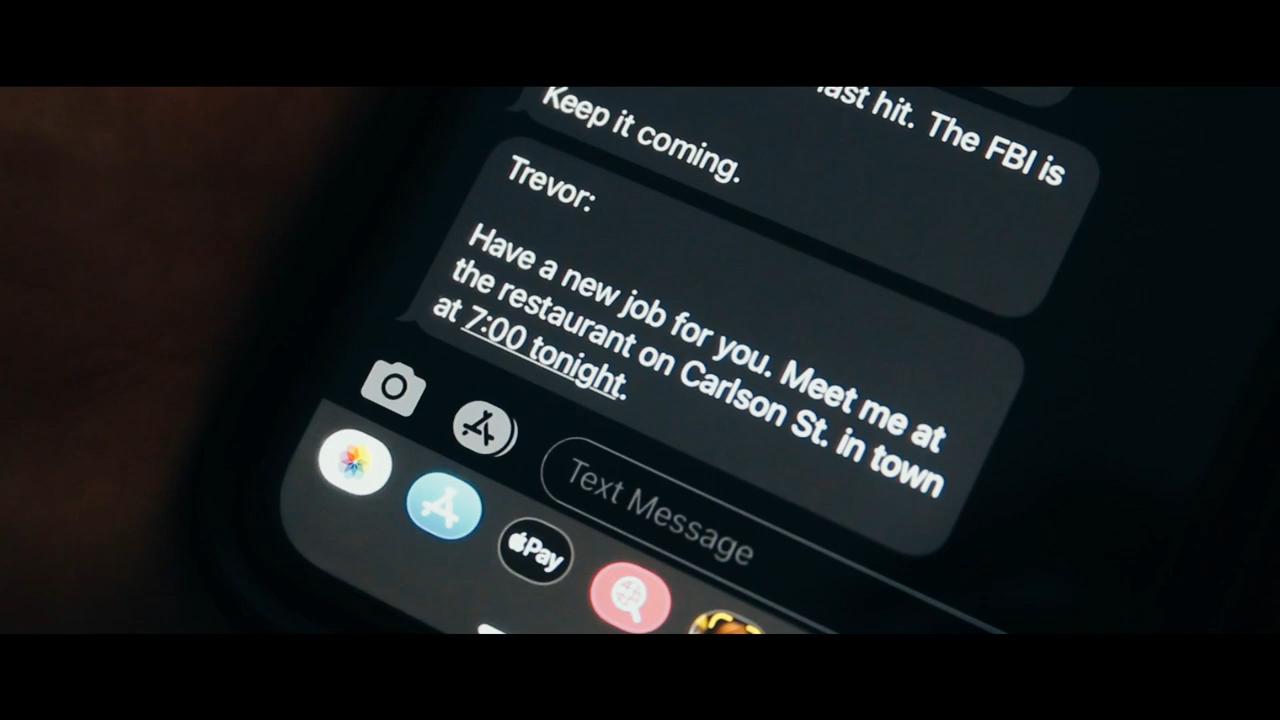 last hit. The FBI is
Keep it coming.
Trevor:
Have a new job for you. Meet me at
the restaurant on Carlson St. in town
at 7:00 tonight.
Text Message
Pay